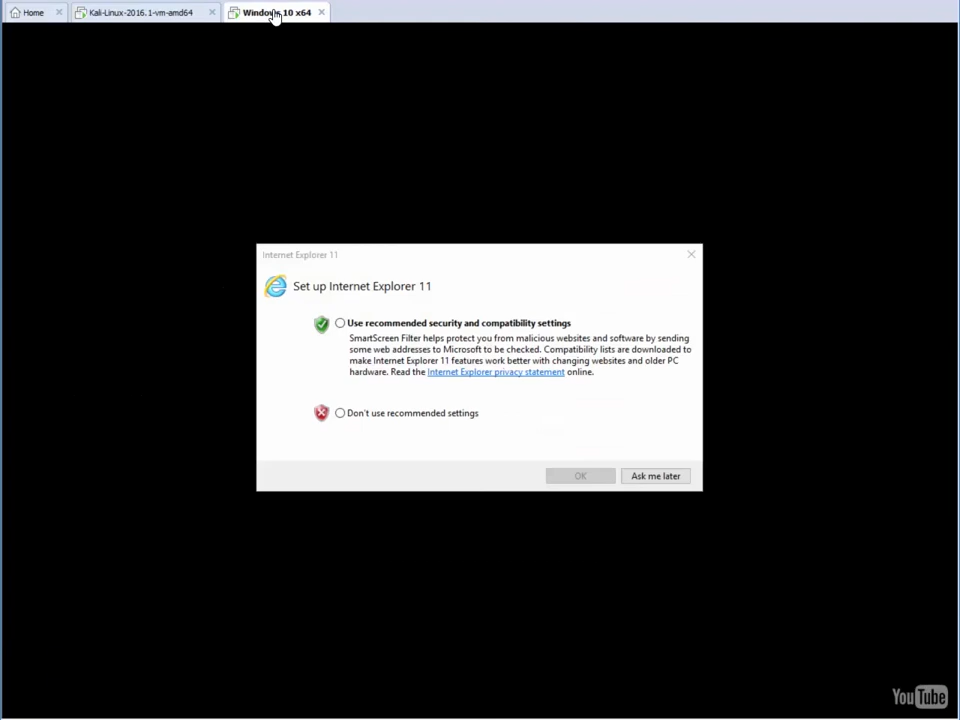 Home
Kali-Linux-2016.1-vm-amd64
Windows 10 x64
Internet Explorer 11
Set up Internet Explorer 11
Use recommended security and compatibility settings
SmartScreen Filter helps protect you from malicious websites and software by sending
some web addresses to Microsoft to be checked. Compatibility lists are downloaded to
make Internet Explorer 11 features work better with changing websites and older PC
hardware. Read the Internet Explorer privacy statement online.
Don't use recommended settings
OK
Ask me later
YouTube